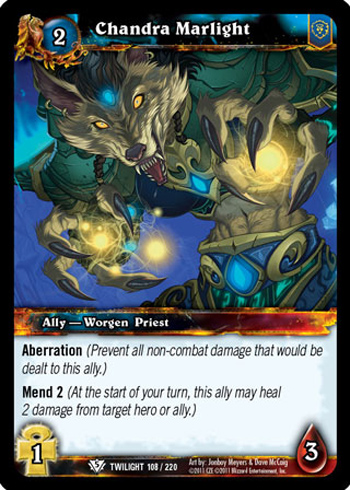 2
Chandra Marlight
Ally — Worgen Priest
Aberration (Prevent all non-combat damage that would be
dealt to this ally.)
Mend 2 (At the start of your turn, this ally may heal
2 damage from target hero or ally.)
1
TWILIGHT 108 / 220
Art by: Jonboy Meyers & Dave McCaig
©2011 CZE ©2011 Blizzard Entertainment, Inc.
3